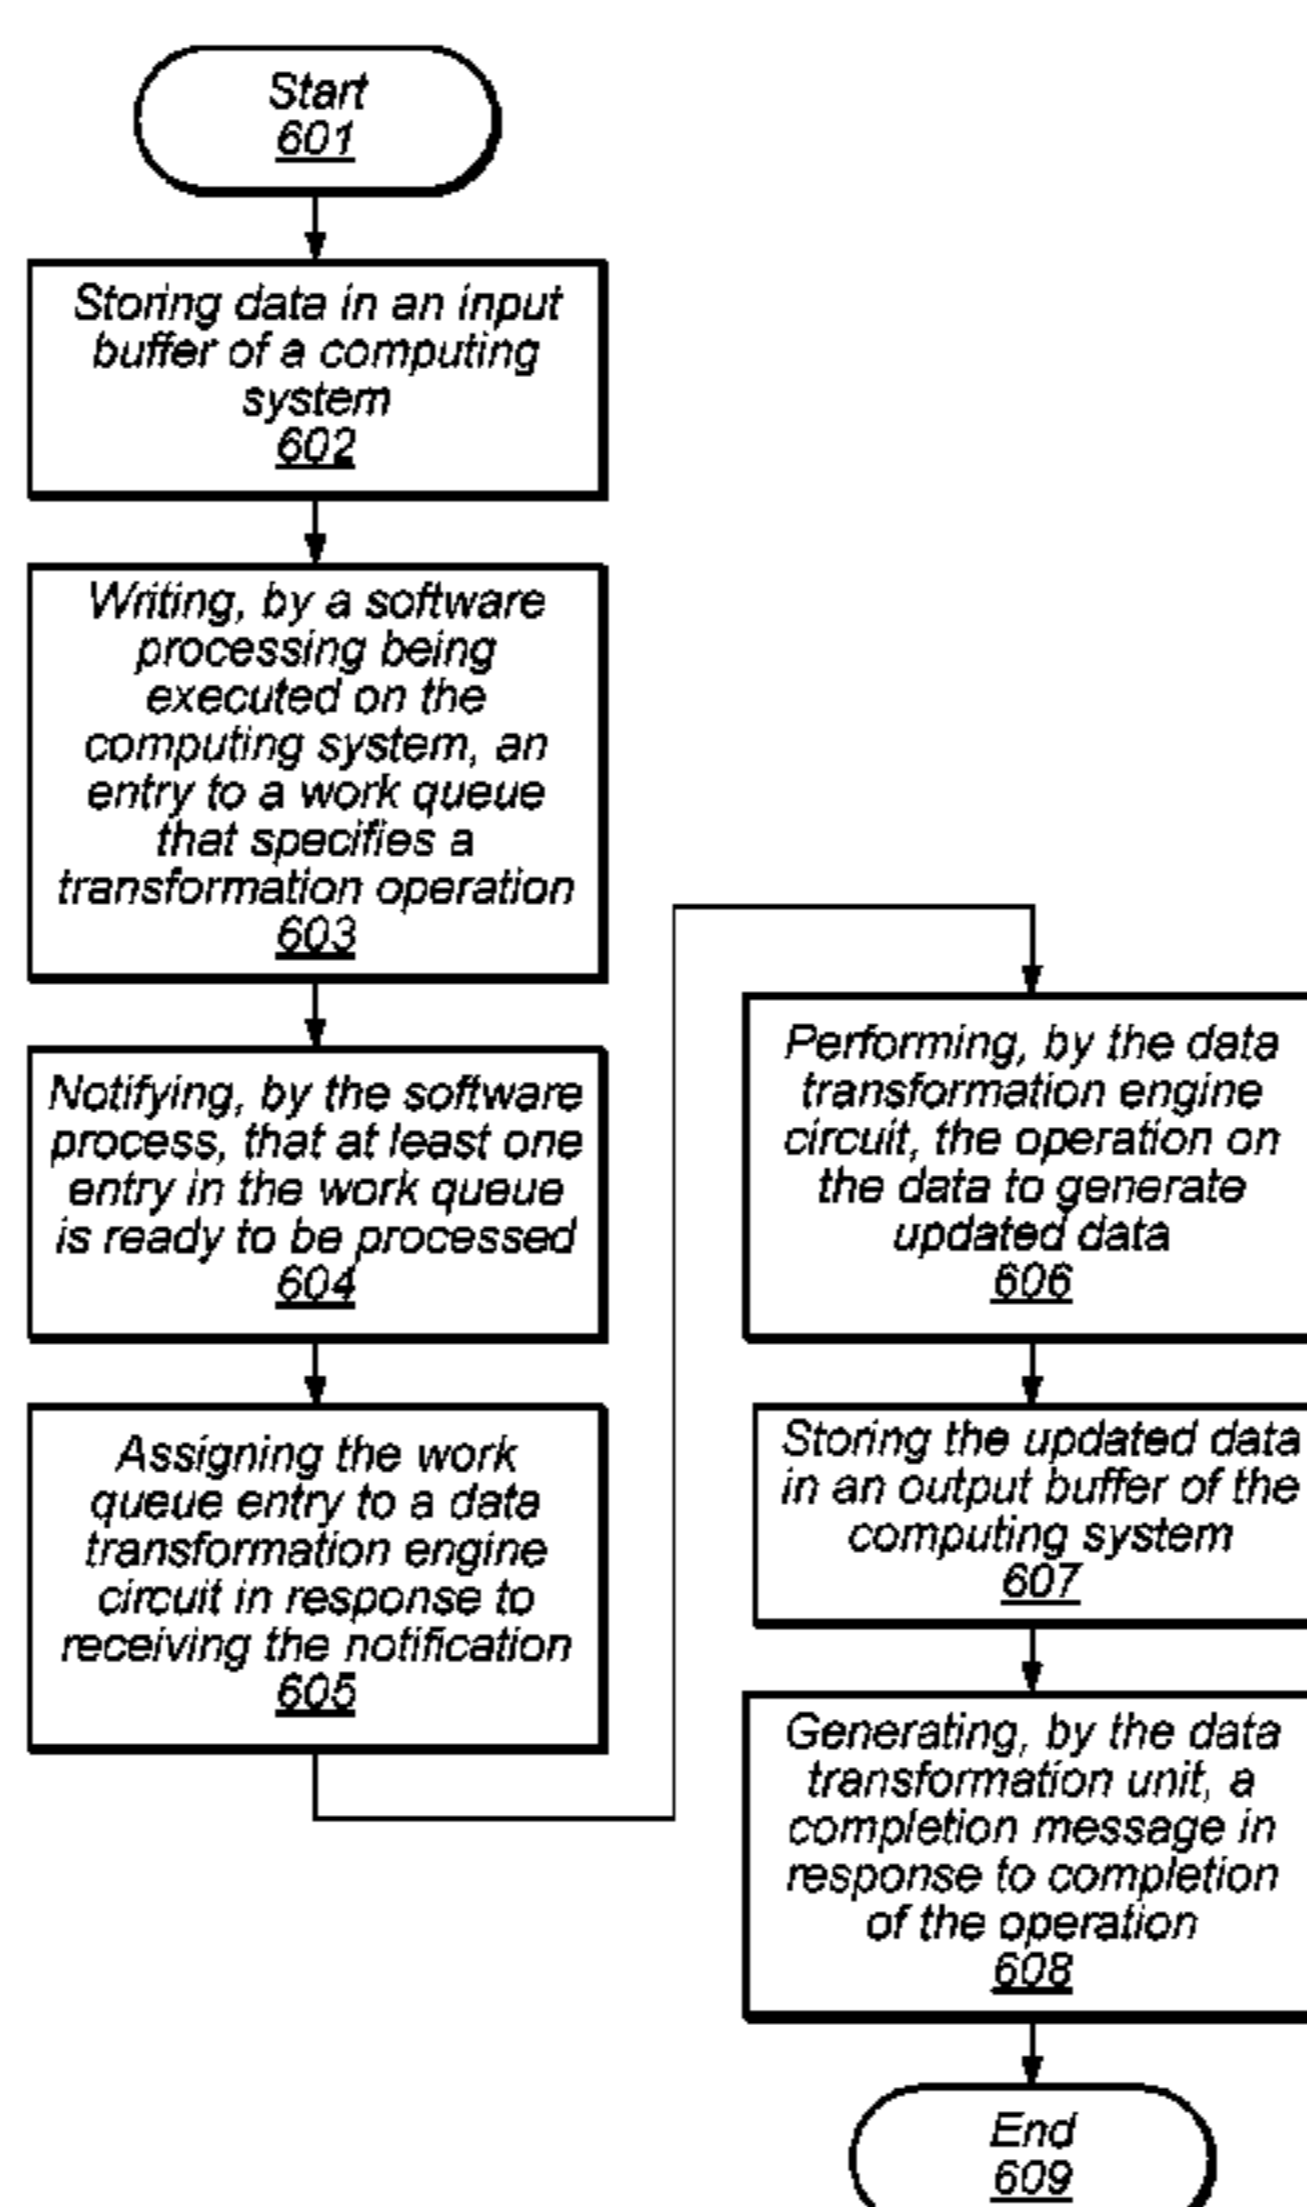 Start
601
Storing data in an input
buffer of a computing
system
602
Writing, by a software
processing being
executed on the
computing system, an
entry to a work queue
that specifies a
transformation operation
603
Notifying, by the software
process, that at least one
entry in the work queue
is ready to be processed
604
Assigning the work
queue entry to a data
transformation engine
circuit in response to
receiving the notification
605
Performing, by the data
transformation engine
circuit, the operation on
the data to generate
updated data
606
Storing the updated data
in an output buffer of the
computing system
607
Generating, by the data
transformation unit, a
completion message in
response to completion
of the operation
608
End
609